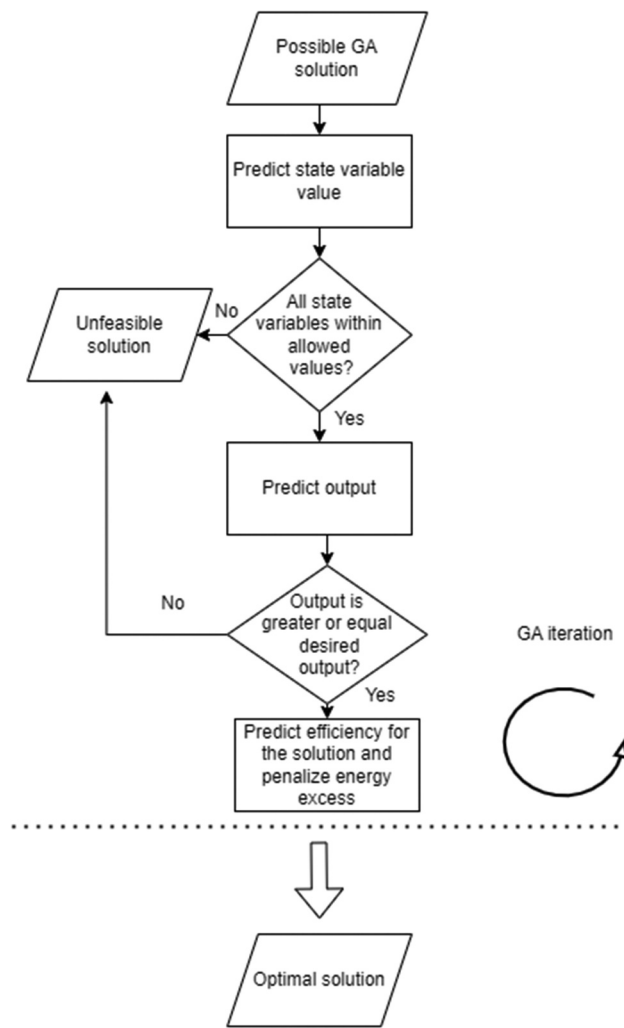 Possible GA
solution
Predict state variable
value
All state
variables within
allowed
values?
No
Unfeasible
solution
Yes
Predict output
Output is
greater or equal
desired
output?
No
GA iteration
Yes
Predict efficiency for
the solution and
penalize energy
excess
Optimal solution